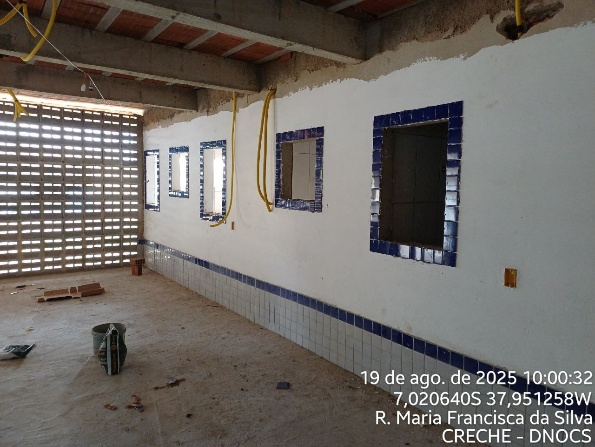 19 de ago. de 2025 10:00:32
7,020640S 37,951258W
R. Maria Francisca da Silva
CRECHE - DNOCS